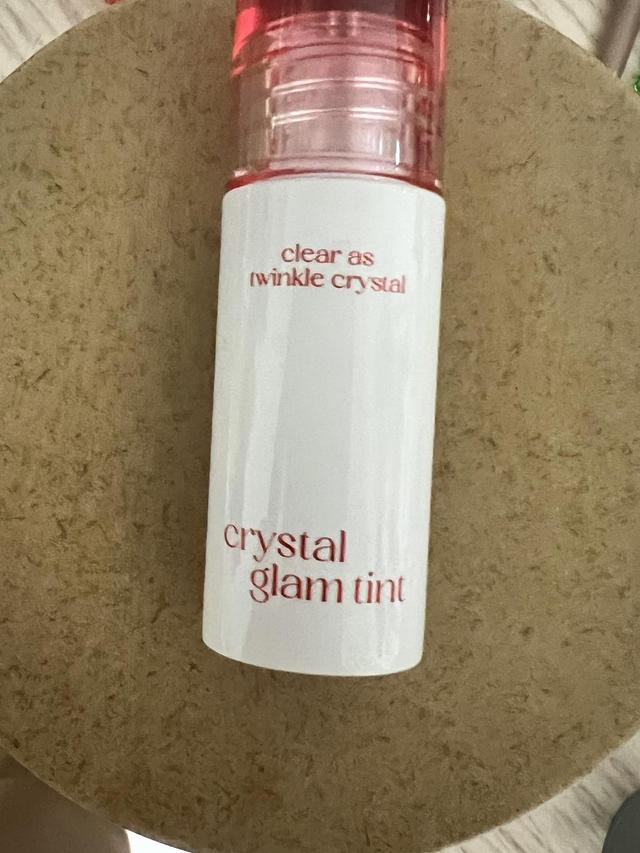 clear as
twinkle crystal
crystal
glam tint